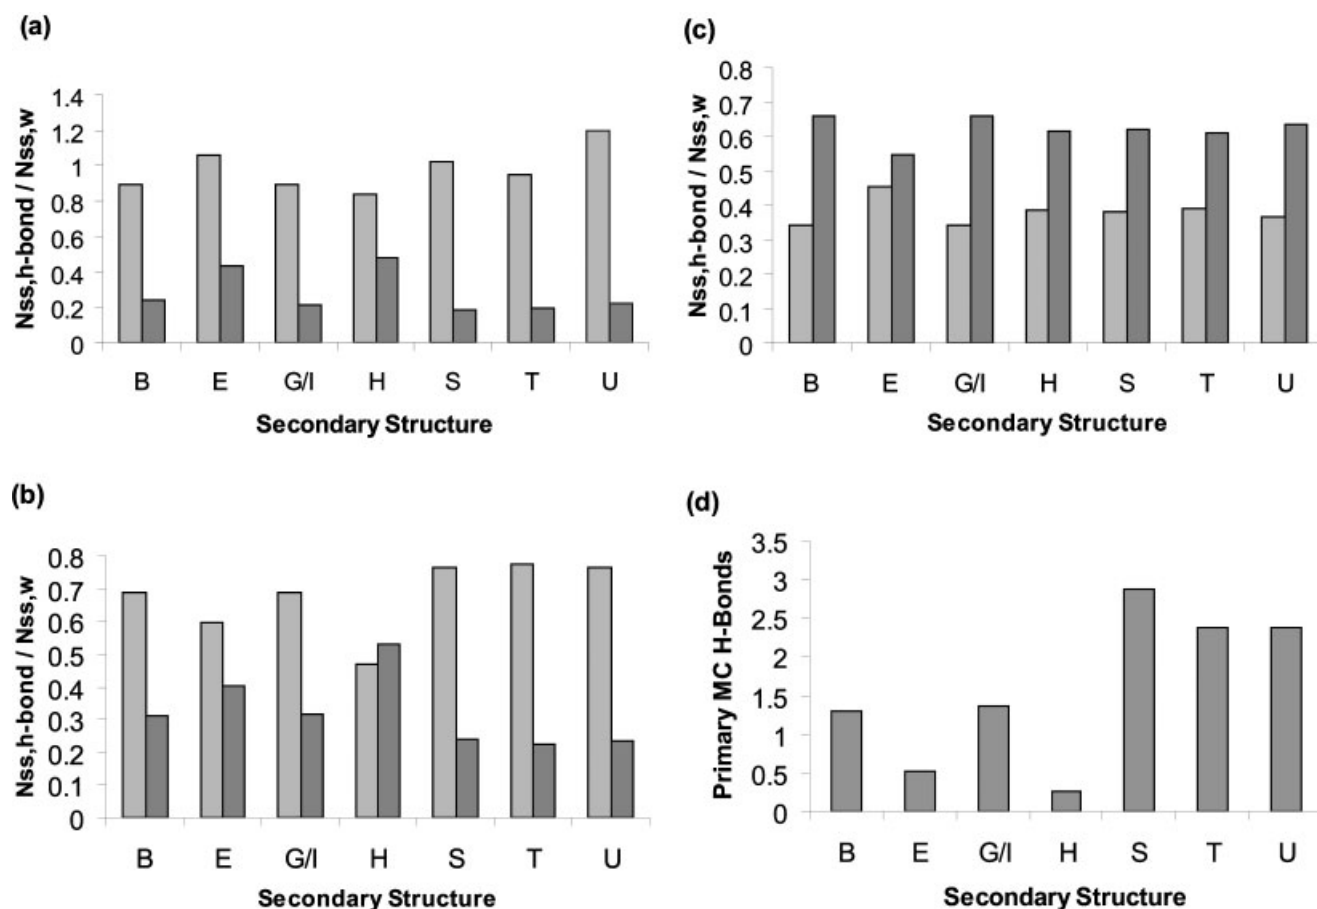 (a)
Nss,h-bond / Nss,w
1.4
1.2
1
0.8
0.6
0.4
0.2
0
B E G/I H S T U
Secondary Structure
(c)
Nss,h-bond / Nss,w
0.8
0.7
0.6
0.5
0.4
0.3
0.2
0.1
0
B E G/I H S T U
Secondary Structure
(b)
Nss,h-bond / Nss,w
0.8
0.7
0.6
0.5
0.4
0.3
0.2
0.1
0
B E G/I H S T U
Secondary Structure
(d)
Primary MC H-Bonds
3.5
3
2.5
2
1.5
1
0.5
0
B E G/I H S T U
Secondary Structure